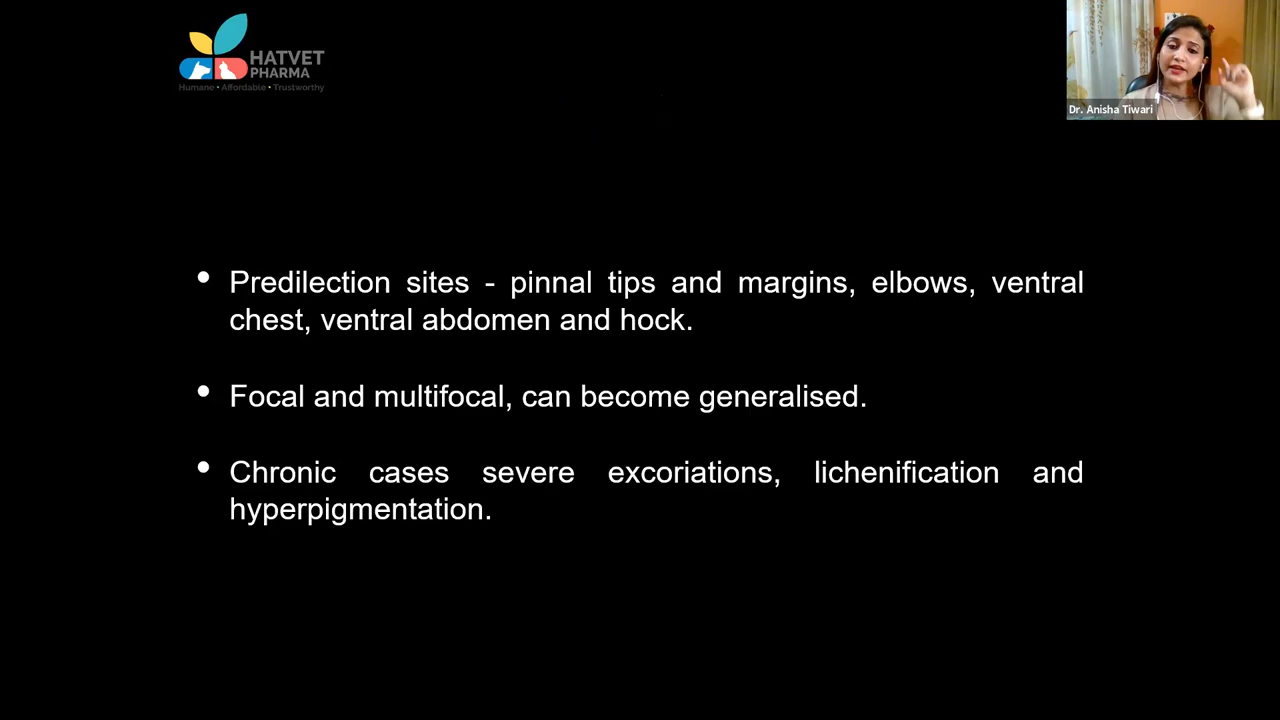 HATVET
PHARMA
Humane • Affordable • Trustworthy
Dr. Anisha Tiwari
• Predilection sites - pinnal tips and margins, elbows, ventral
chest, ventral abdomen and hock.
• Focal and multifocal, can become generalised.
• Chronic cases severe excoriations, lichenification and
hyperpigmentation.